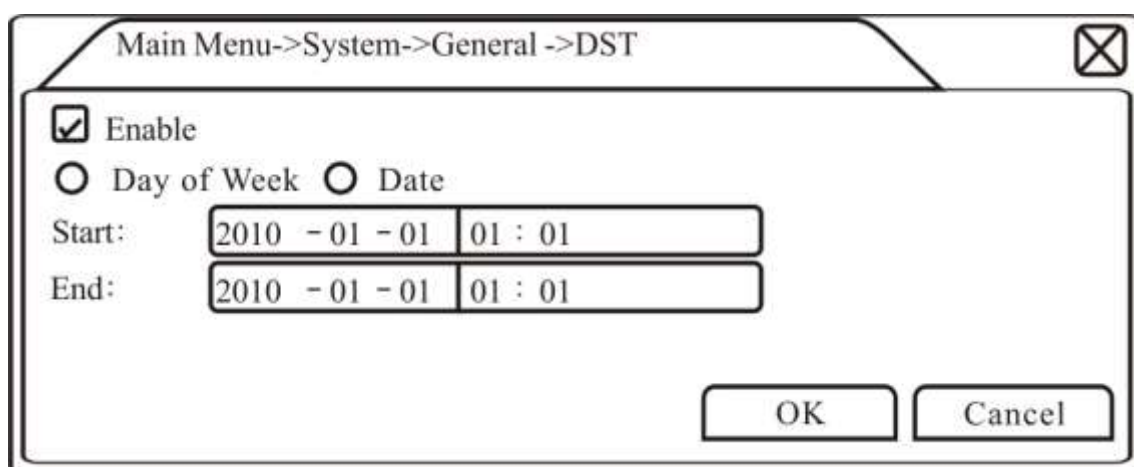 Main Menu->System->General ->DST
Enable
Day of Week Date
Start: 2010 - 01 - 01 01 : 01
End: 2010 - 01 - 01 01 : 01
OK Cancel